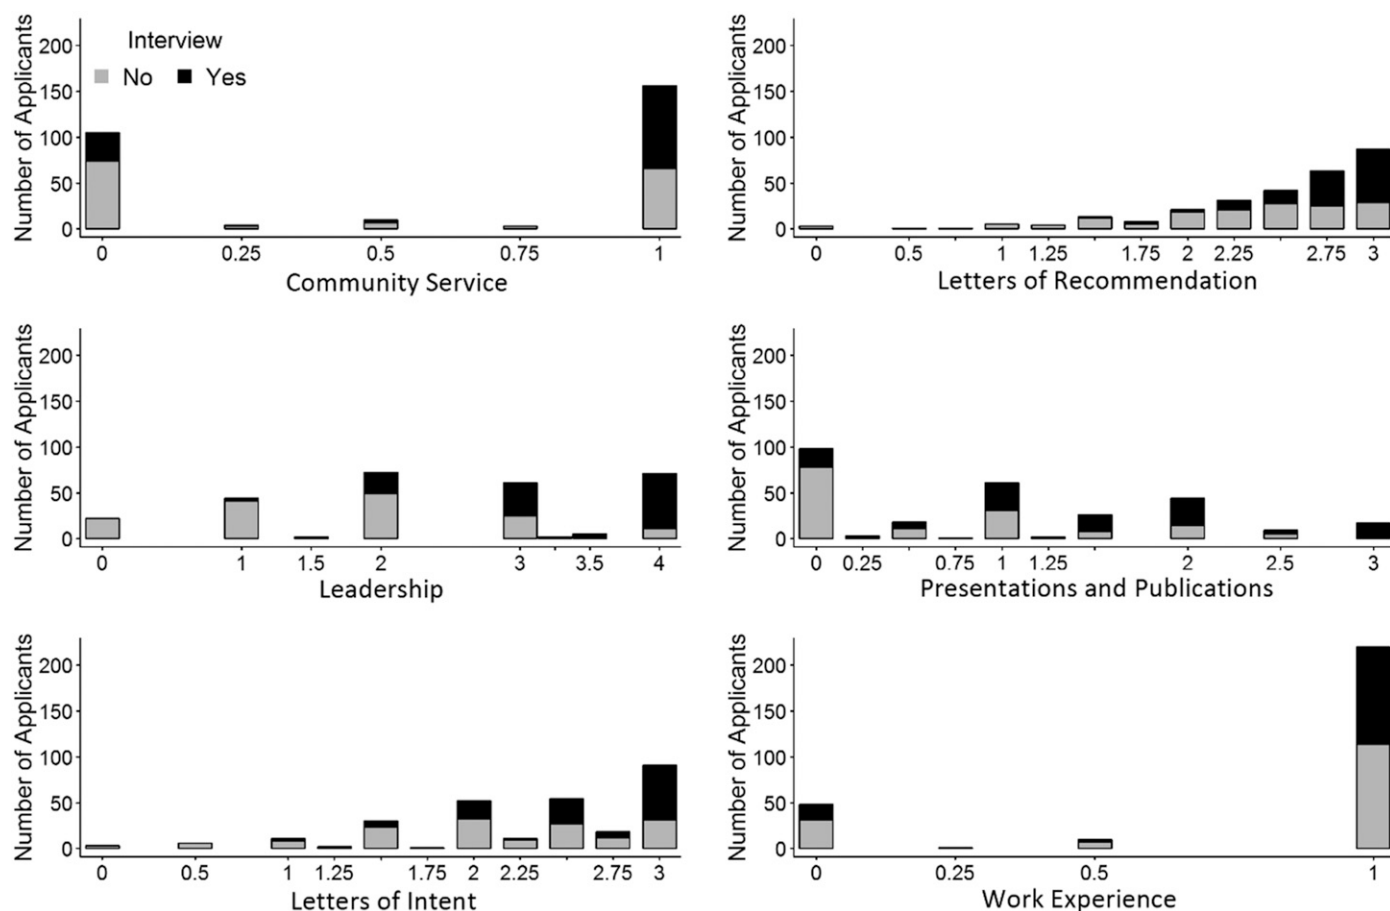 Number of Applicants
200
150
100
50
0
Interview
No Yes
0 0.25 0.5 0.75 1
Community Service
Number of Applicants
200
150
100
50
0
0 0.5 1 1.25 1.75 2 2.25 2.75 3
Letters of Recommendation
Number of Applicants
200
150
100
50
0
0 1 1.5 2 3 3.5 4
Leadership
Number of Applicants
200
150
100
50
0
0 0.25 0.75 1 1.25 2 2.5 3
Presentations and Publications
Number of Applicants
200
150
100
50
0
0 0.5 1 1.25 1.75 2 2.25 2.75 3
Letters of Intent
Number of Applicants
200
150
100
50
0
0 0.25 0.5 1
Work Experience